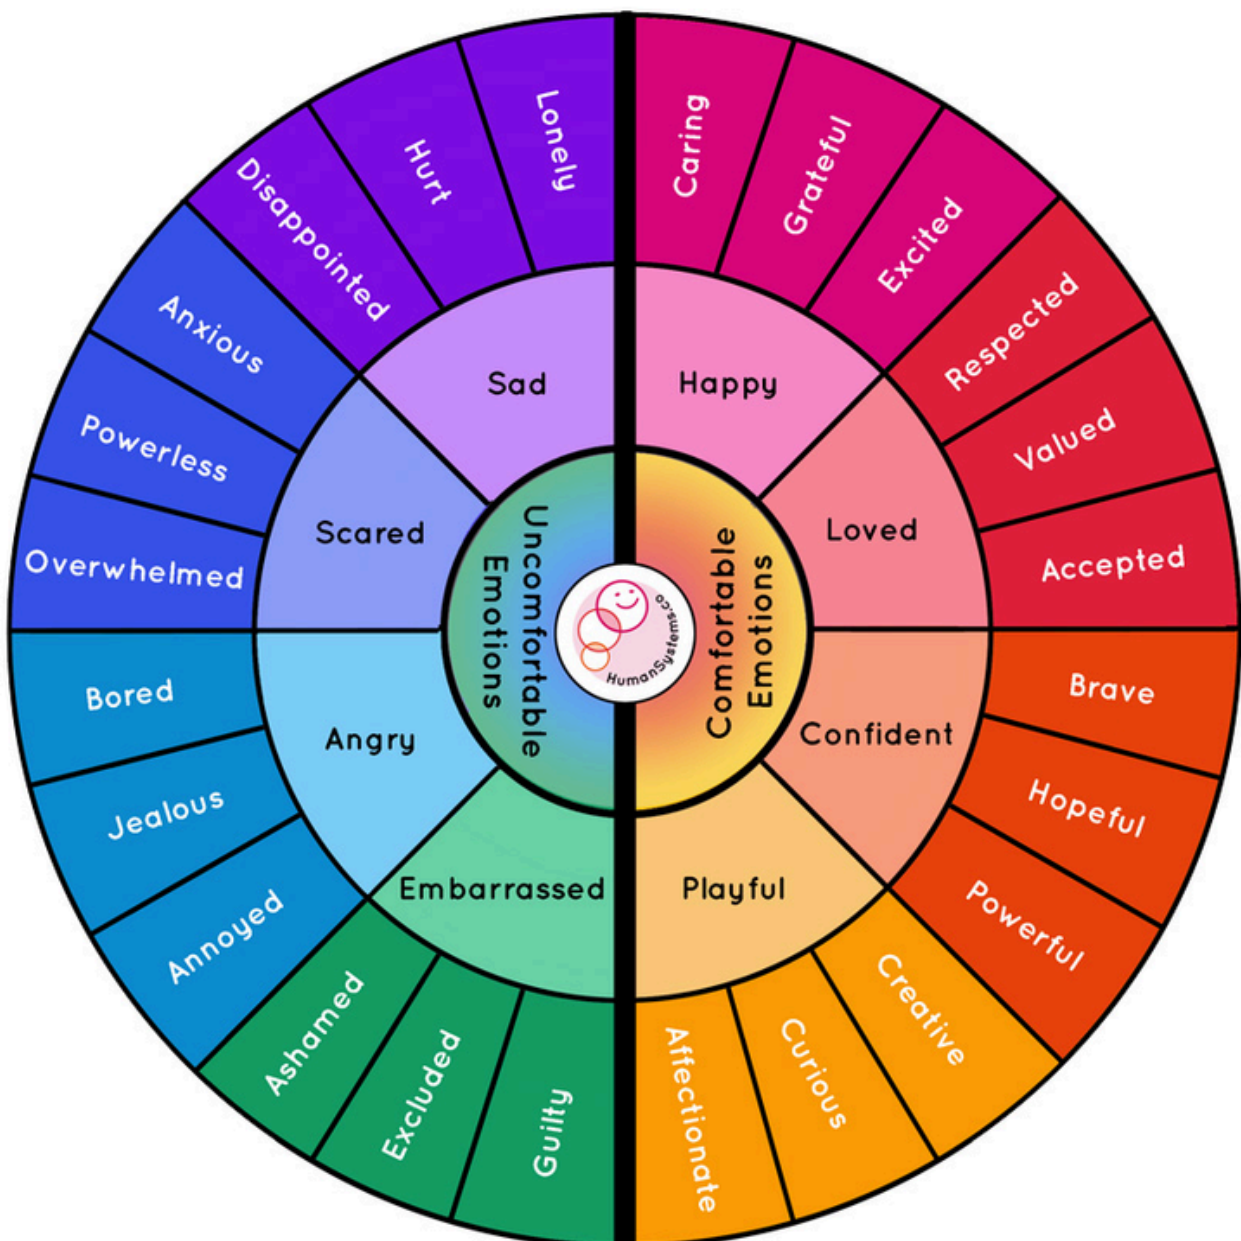 Uncomfortable
Emotions
Comfortable
Emotions
HumanSystems.co
Happy
Caring
Grateful
Excited
Loved
Respected
Valued
Accepted
Confident
Brave
Hopeful
Powerful
Playful
Creative
Curious
Affectionate
Embarrassed
Guilty
Excluded
Ashamed
Angry
Annoyed
Jealous
Bored
Scared
Overwhelmed
Powerless
Anxious
Sad
Disappointed
Hurt
Lonely